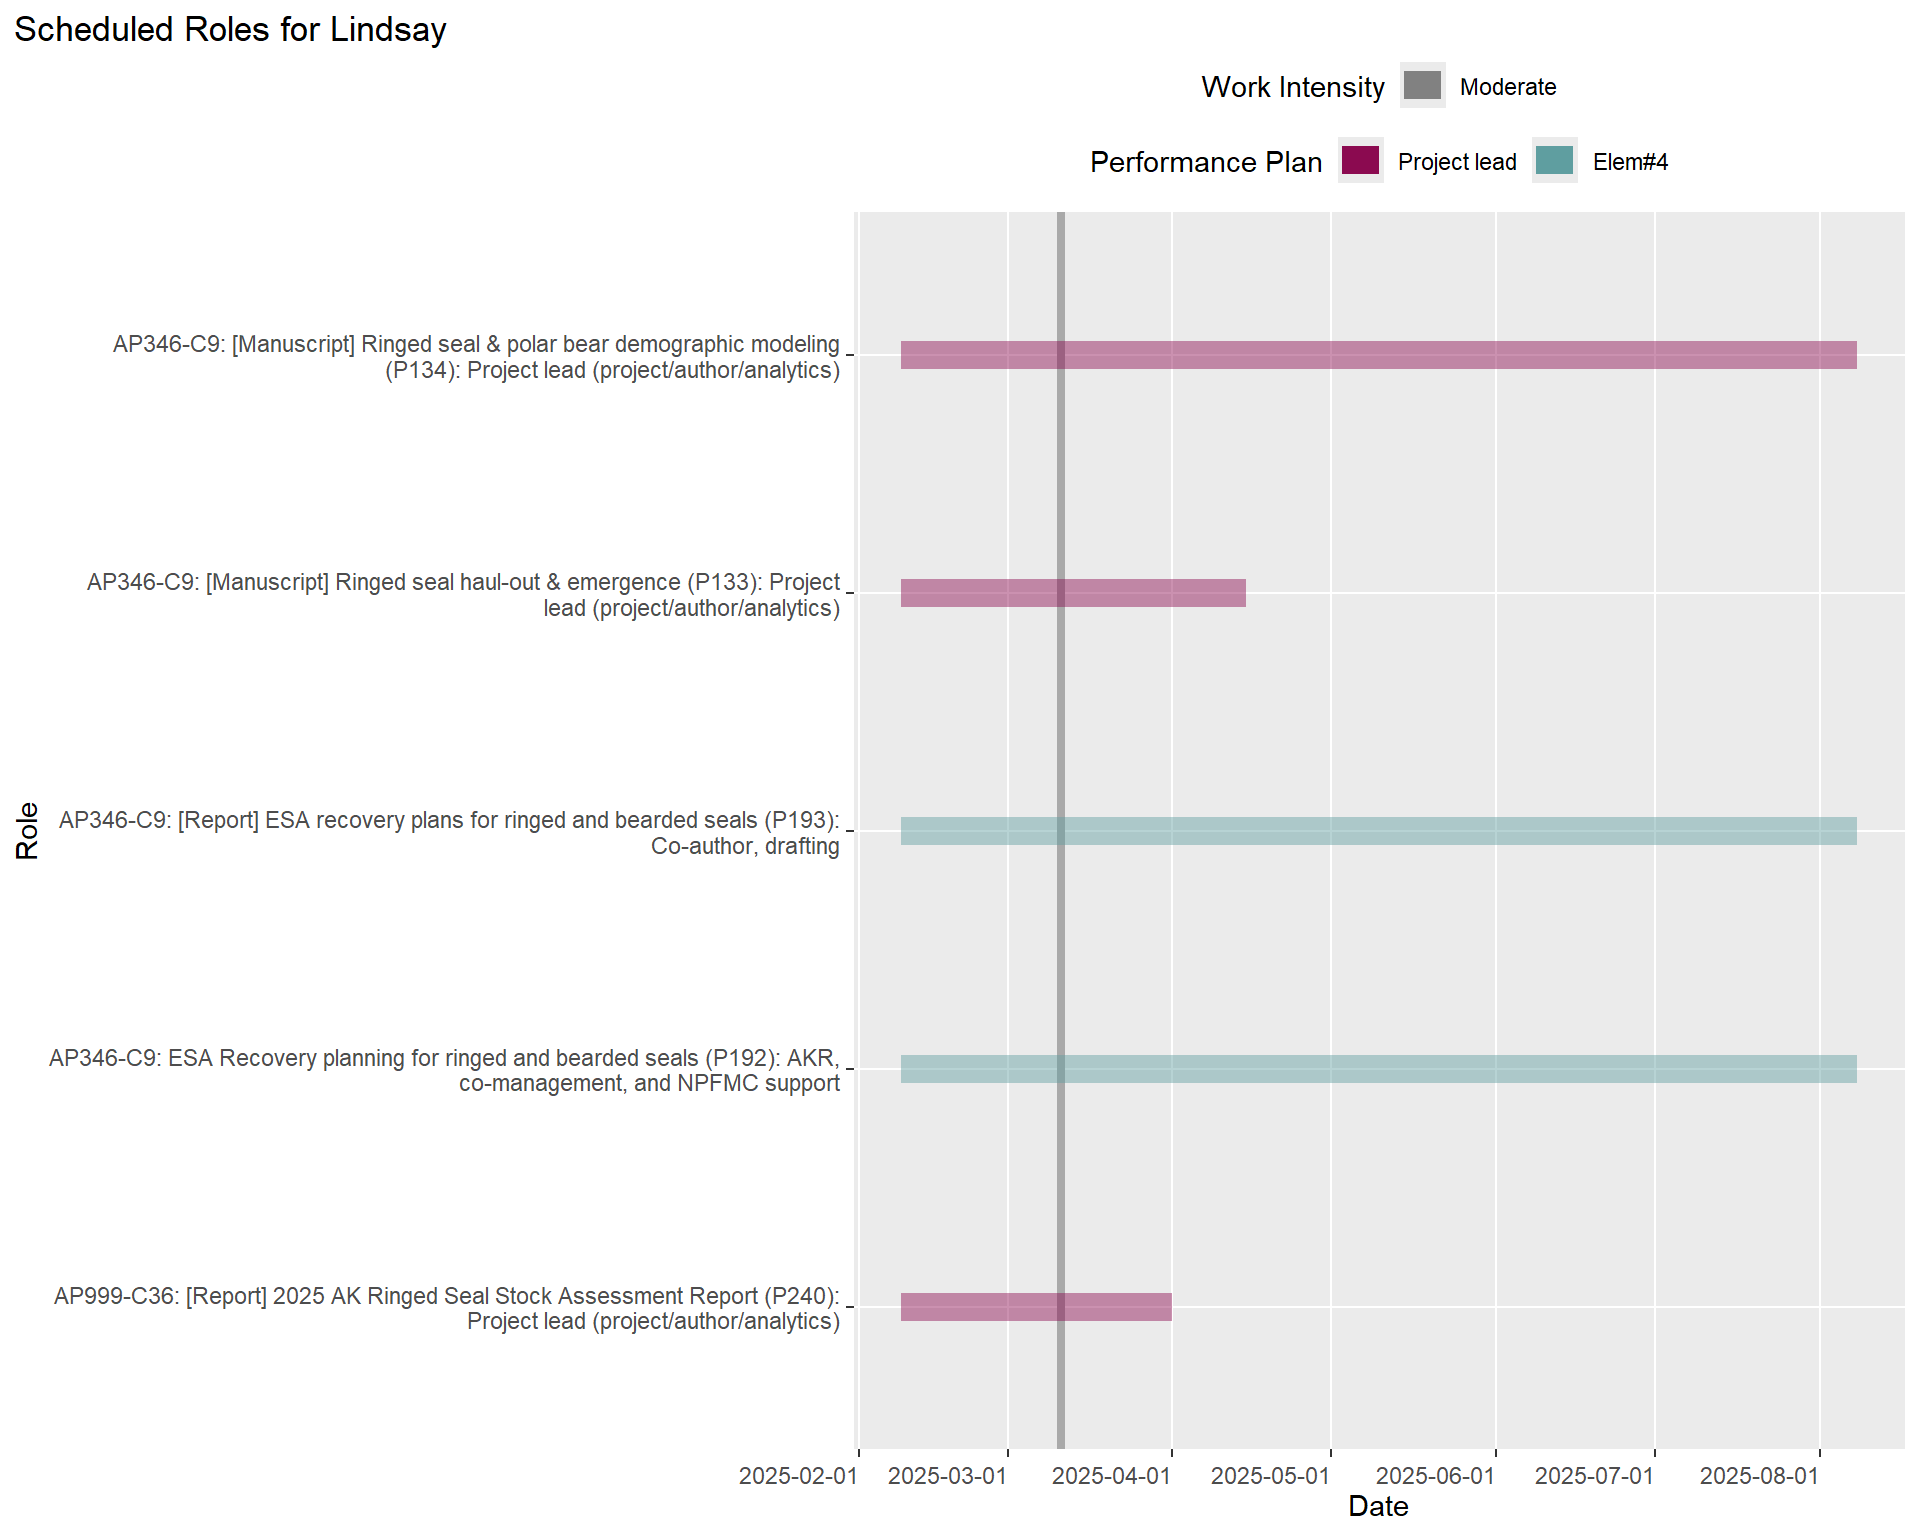 Scheduled Roles for Lindsay
Work Intensity Moderate
Performance Plan Project lead Elem#4
AP346-C9: [Manuscript] Ringed seal & polar bear demographic modeling
(P134): Project lead (project/author/analytics)
AP346-C9: [Manuscript] Ringed seal haul-out & emergence (P133): Project
lead (project/author/analytics)
Role
AP346-C9: [Report] ESA recovery plans for ringed and bearded seals (P193):
Co-author, drafting
AP346-C9: ESA Recovery planning for ringed and bearded seals (P192): AKR,
co-management, and NPFMC support
AP999-C36: [Report] 2025 AK Ringed Seal Stock Assessment Report (P240):
Project lead (project/author/analytics)
2025-02-01 2025-03-01 2025-04-01 2025-05-01 2025-06-01 2025-07-01 2025-08-01
Date